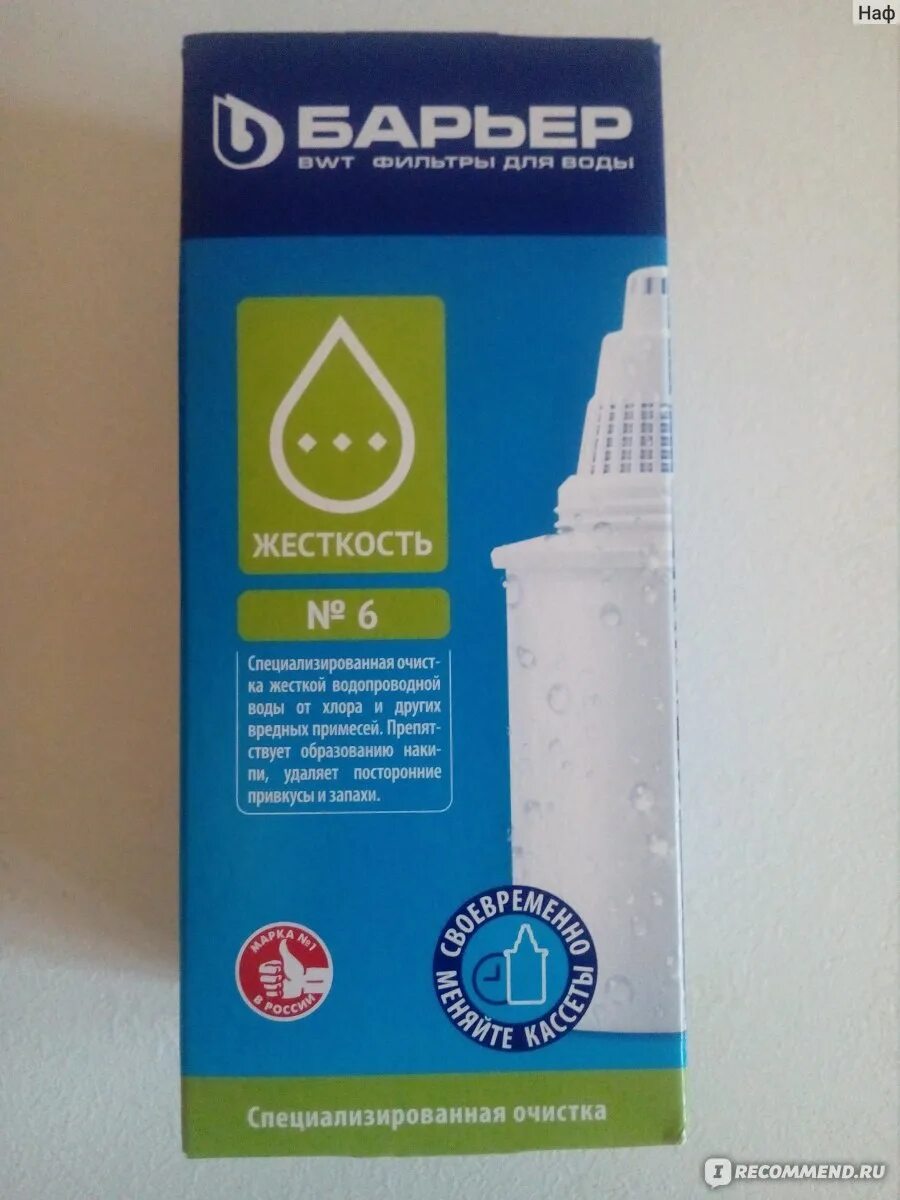 Наф
БАРЬЕР
BWT ФИЛЬТРЫ ДЛЯ ВОДЫ
ЖЕСТКОСТЬ
№ 6
Специализированная очист-
ка жесткой водопроводной
воды от хлора и других
вредных примесей. Препят-
ствует образованию наки-
пи, удаляет посторонние
привкусы и запахи.
МАРКА №1
В РОССИИ
СВОЕВРЕМЕННО
МЕНЯЙТЕ КАССЕТЫ
Специализированная очистка
IRECOMMEND.RU